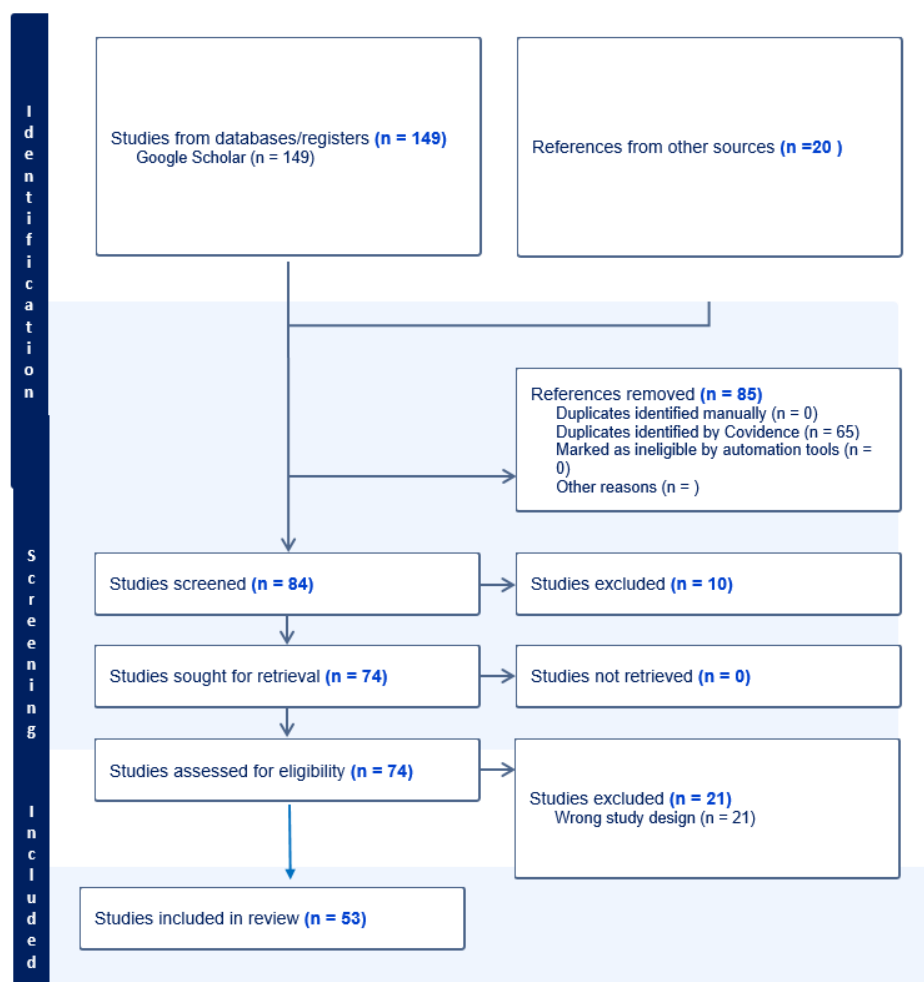 Identification
Studies from databases/registers (n = 149)
Google Scholar (n = 149)
References from other sources (n =20 )
References removed (n = 85)
Duplicates identified manually (n = 0)
Duplicates identified by Covidence (n = 65)
Marked as ineligible by automation tools (n =
0)
Other reasons (n = )
Screening
Studies screened (n = 84)
Studies excluded (n = 10)
Studies sought for retrieval (n = 74)
Studies not retrieved (n = 0)
Studies assessed for eligibility (n = 74)
Studies excluded (n = 21)
Wrong study design (n = 21)
Included
Studies included in review (n = 53)